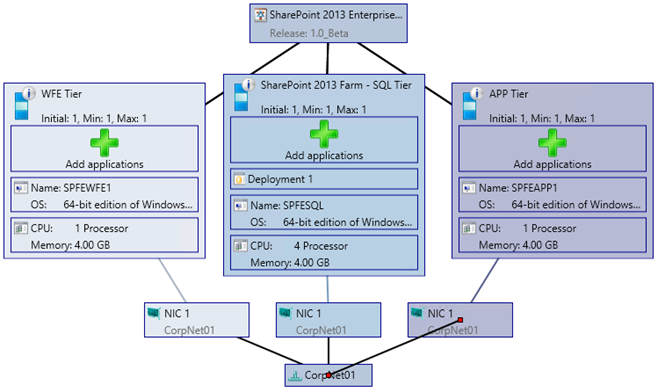 SharePoint 2013 Enterprise...
Release: 1.0_Beta
WFE Tier
Initial: 1, Min: 1, Max: 1
Add applications
Name: SPFEWFE1
OS: 64-bit edition of Windows...
CPU: 1 Processor
Memory: 4.00 GB
SharePoint 2013 Farm - SQL Tier
Initial: 1, Min: 1, Max: 1
Add applications
Deployment 1
Name: SPFESQL
OS: 64-bit edition of Windows...
CPU: 4 Processor
Memory: 4.00 GB
APP Tier
Initial: 1, Min: 1, Max: 1
Add applications
Name: SPFEAPP1
OS: 64-bit edition of Windows...
CPU: 1 Processor
Memory: 4.00 GB
NIC 1
CorpNet01
NIC 1
CorpNet01
NIC 1
CorpNet01
CorpNet01